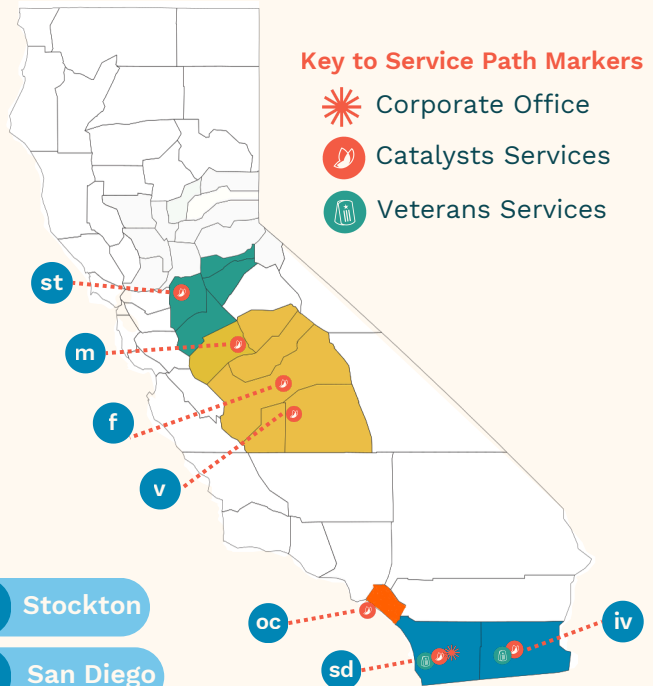 Key to Service Path Markers
Corporate Office
Catalysts Services
Veterans Services
st
m
f
v
oc
sd
iv
Stockton
San Diego